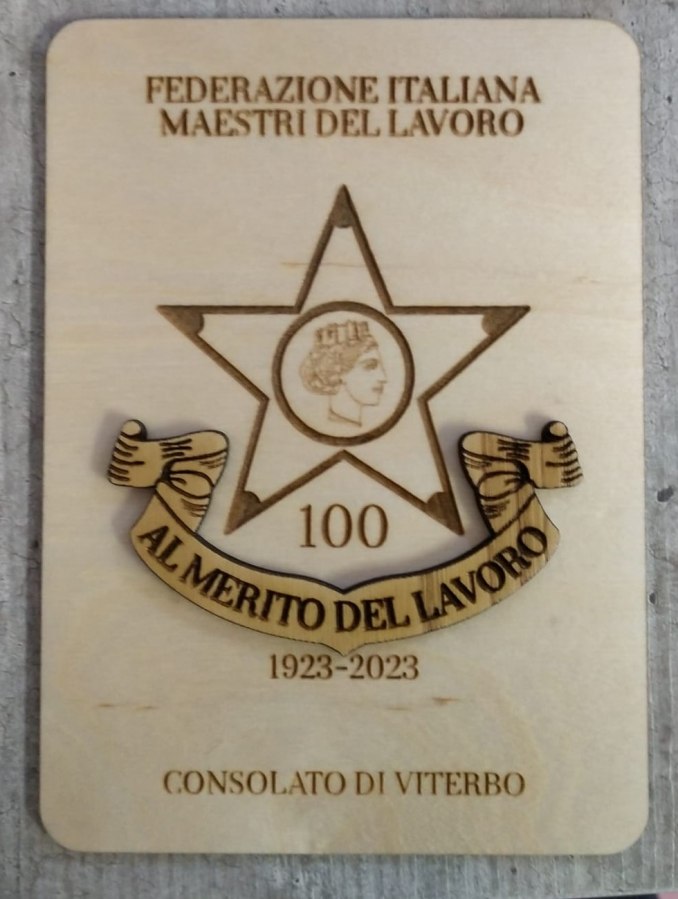 FEDERAZIONE ITALIANA
MAESTRI DEL LAVORO
100
AL MERITO DEL LAVORO
1923-2023
CONSOLATO DI VITERBO